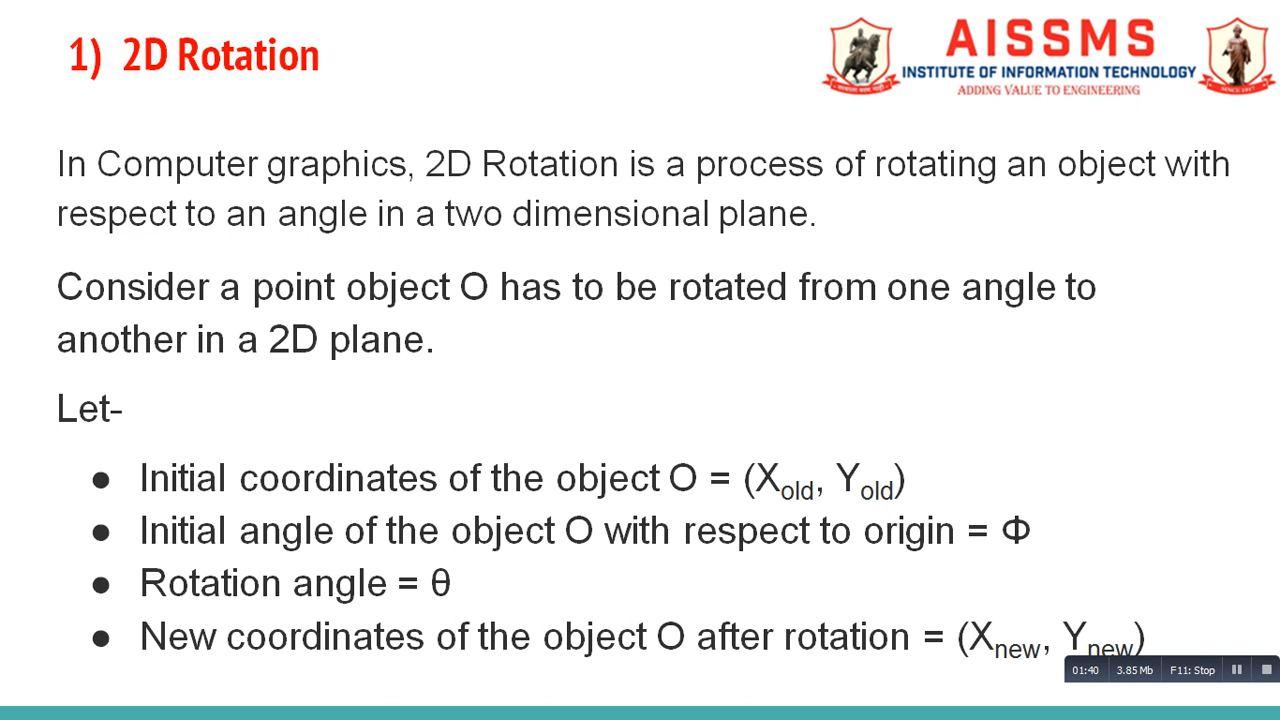 1) 2D Rotation
AISSMS
INSTITUTE OF INFORMATION TECHNOLOGY
ADDING VALUE TO ENGINEERING
In Computer graphics, 2D Rotation is a process of rotating an object with
respect to an angle in a two dimensional plane.
Consider a point object O has to be rotated from one angle to
another in a 2D plane.
Let-
● Initial coordinates of the object O = (Xold, Yold)
● Initial angle of the object O with respect to origin = Φ
● Rotation angle = θ
● New coordinates of the object O after rotation = (Xnew, Ynew)
01:40 3.85 Mb F11: Stop